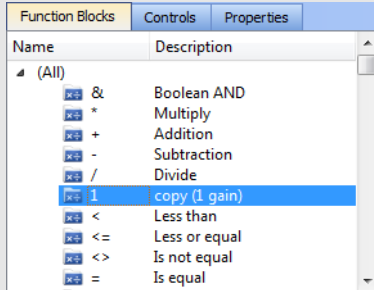 Function Blocks Controls Properties
Name Description
(All)
& Boolean AND
* Multiply
+ Addition
- Subtraction
/ Divide
1 copy (1 gain)
< Less than
<= Less or equal
<> Is not equal
= Is equal